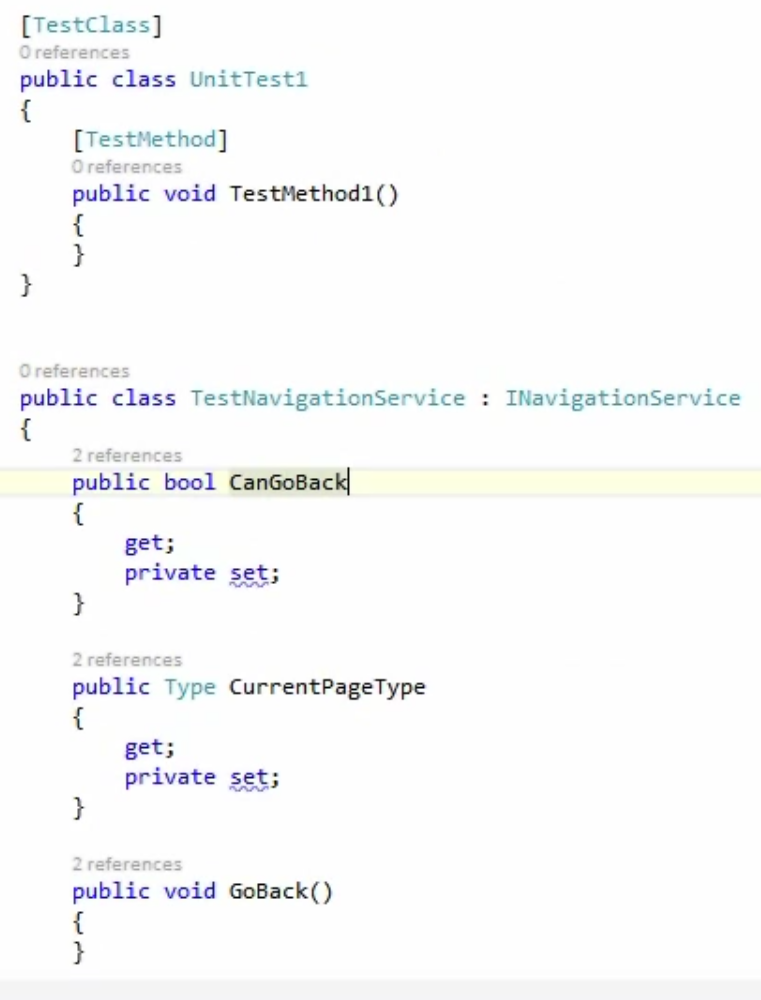 [TestClass]
0 references
public class UnitTest1
{
[TestMethod]
0 references
public void TestMethod1()
{
}
}
0 references
public class TestNavigationService : INavigationService
{
2 references
public bool CanGoBack
{
get;
private set;
}
2 references
public Type CurrentPageType
{
get;
private set;
}
2 references
public void GoBack()
{
}